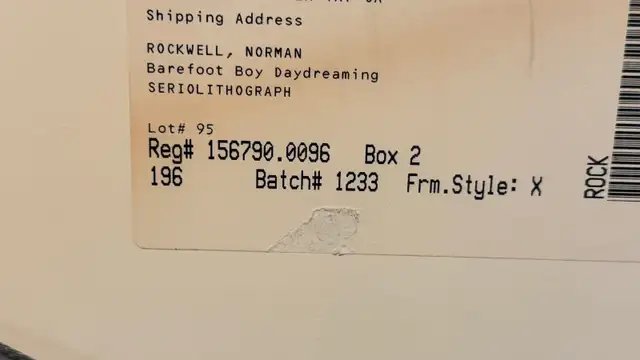 Shipping Address
ROCKWELL, NORMAN
Barefoot Boy Daydreaming
SERIOLITHOGRAPH
Lot# 95
Reg# 156790.0096 Box 2
196 Batch# 1233 Frm.Style: X
ROCK